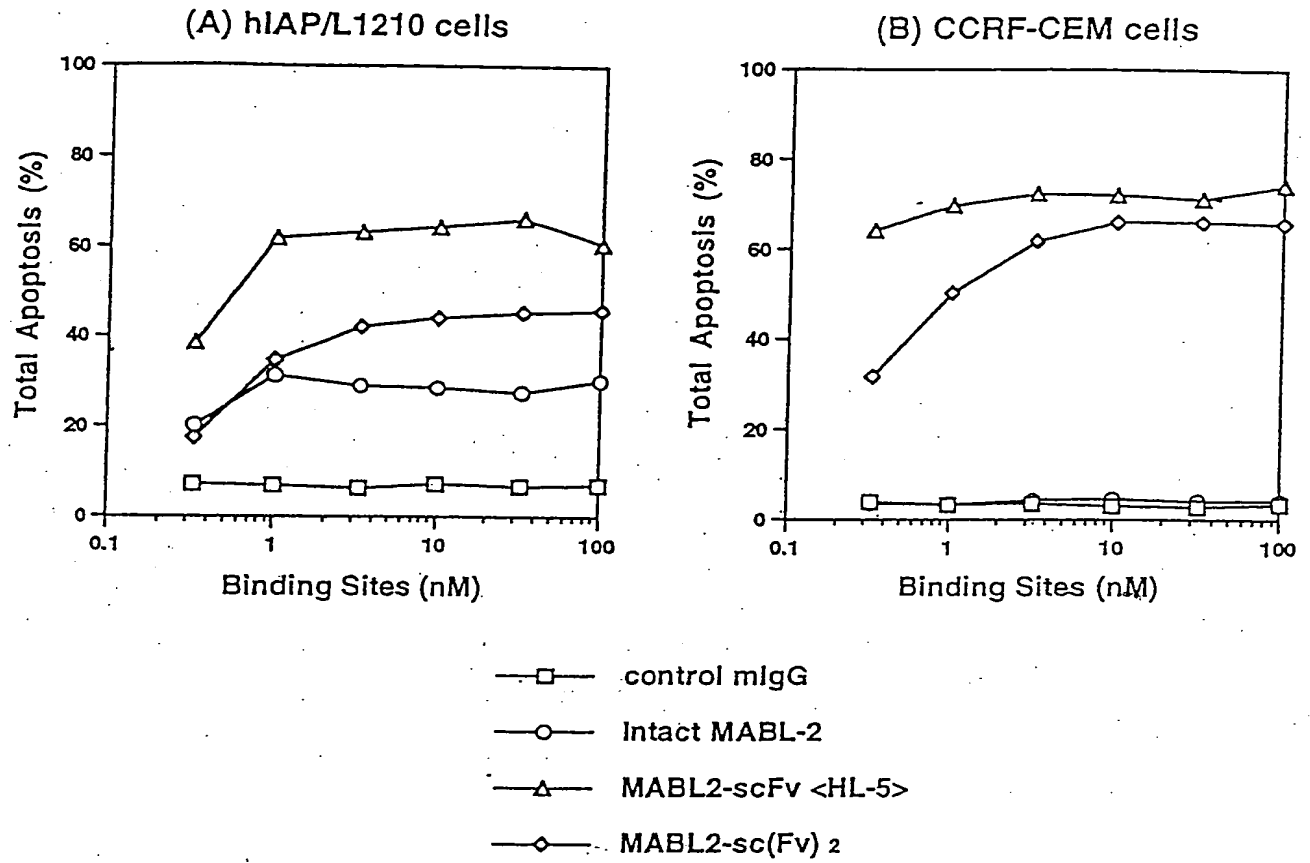 (A) hIAP/L1210 cells
100
80
60
40
20
0
0.1
1
10
100
Total Apoptosis (%)
Binding Sites (nM)
(B) CCRF-CEM cells
100
80
60
40
20
0
0.1
1
10
100
Total Apoptosis (%)
Binding Sites (nM)
control mIgG
Intact MABL-2
MABL2-scFv <HL-5>
MABL2-sc(Fv) 2